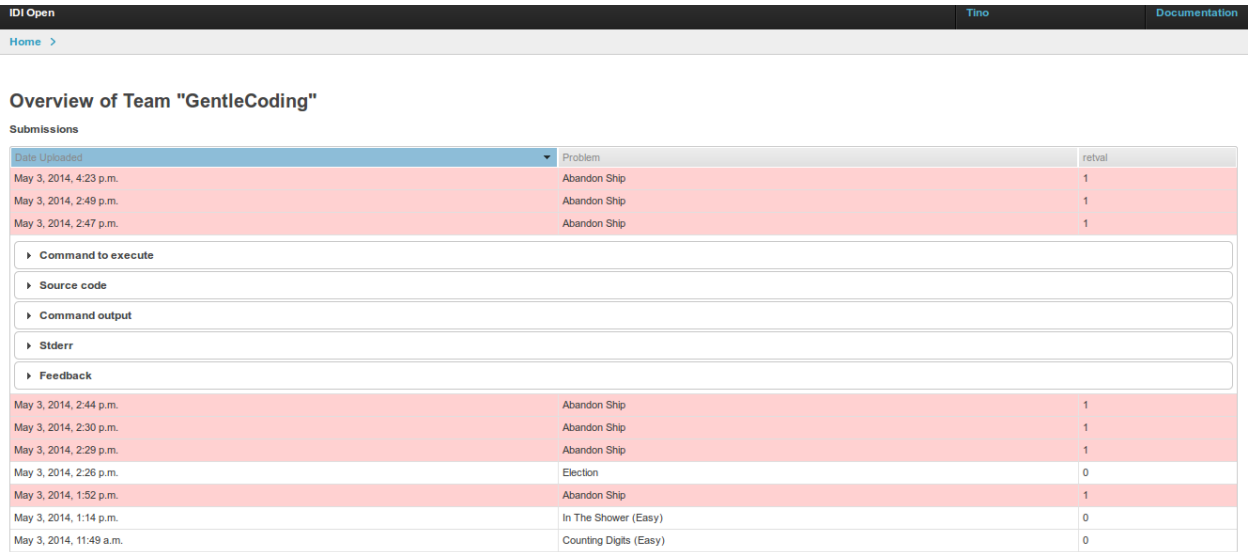 IDI Open Tino Documentation
Home >
Overview of Team "GentleCoding"
Submissions
Date Uploaded Problem retval
May 3, 2014, 4:23 p.m. Abandon Ship 1
May 3, 2014, 2:49 p.m. Abandon Ship 1
May 3, 2014, 2:47 p.m. Abandon Ship 1
Command to execute
Source code
Command output
Stderr
Feedback
May 3, 2014, 2:44 p.m. Abandon Ship 1
May 3, 2014, 2:30 p.m. Abandon Ship 1
May 3, 2014, 2:29 p.m. Abandon Ship 1
May 3, 2014, 2:26 p.m. Election 0
May 3, 2014, 1:52 p.m. Abandon Ship 1
May 3, 2014, 1:14 p.m. In The Shower (Easy) 0
May 3, 2014, 11:49 a.m. Counting Digits (Easy) 0